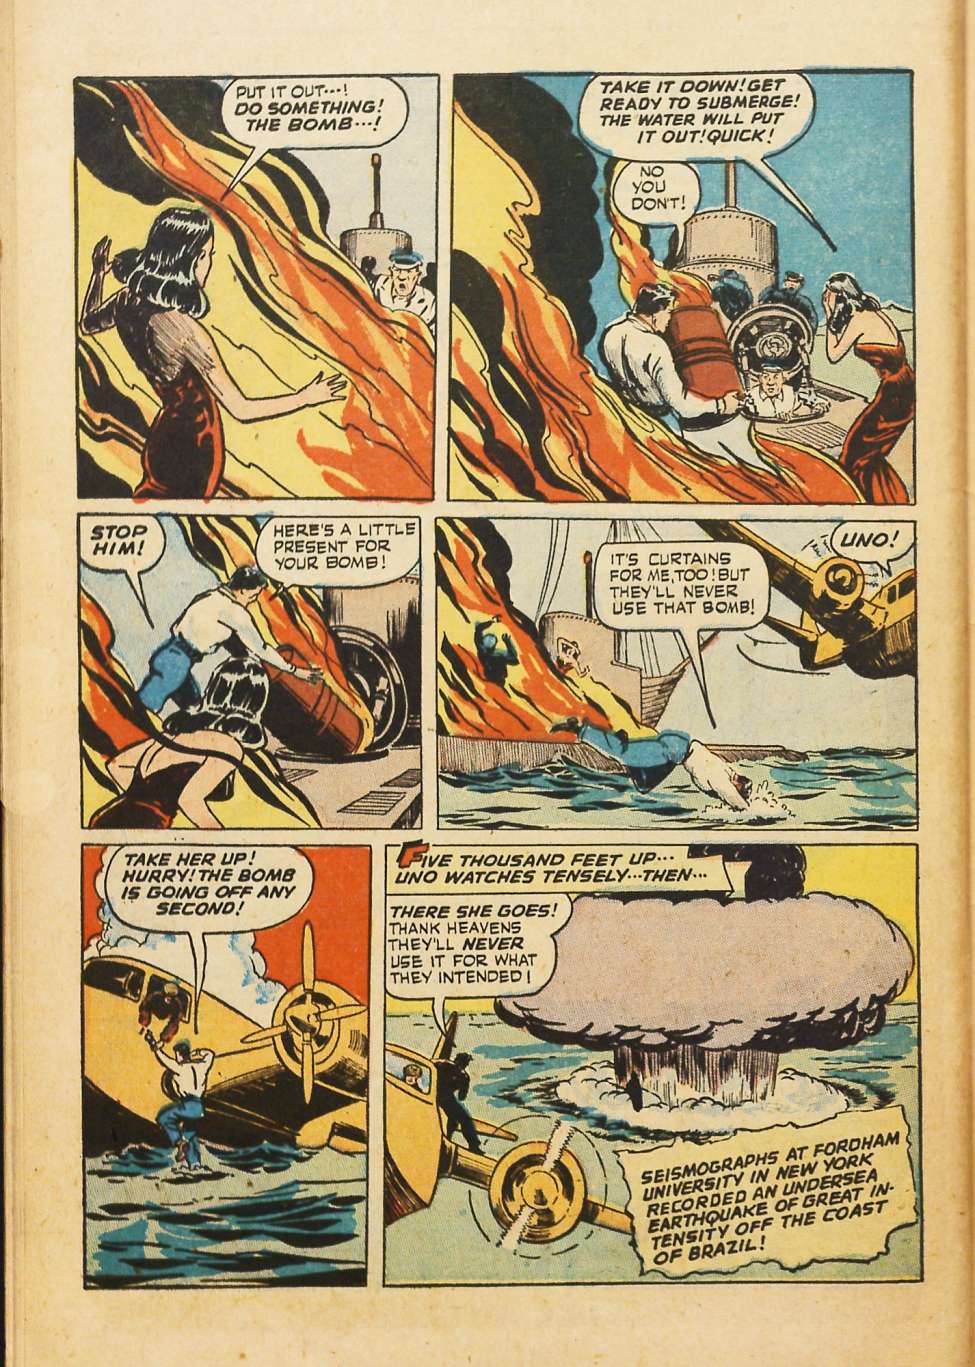 PUT IT OUT---!
DO SOMETHING!
THE BOMB---!
TAKE IT DOWN! GET
READY TO SUBMERGE!
THE WATER WILL PUT
IT OUT! QUICK!
NO
YOU
DON'T!
STOP
HIM!
HERE'S A LITTLE
PRESENT FOR
YOUR BOMB!
IT'S CURTAINS
FOR ME, TOO! BUT
THEY'LL NEVER
USE THAT BOMB!
UNO!
TAKE HER UP!
HURRY! THE BOMB
IS GOING OFF ANY
SECOND!
FIVE THOUSAND FEET UP---
UNO WATCHES TENSELY---THEN---
THERE SHE GOES!
THANK HEAVENS
THEY'LL NEVER
USE IT FOR WHAT
THEY INTENDED!
SEISMOGRAPHS AT FORDHAM
UNIVERSITY IN NEW YORK
RECORDED AN UNDERSEA
EARTHQUAKE OF GREAT IN-
TENSITY OFF THE COAST
OF BRAZIL!